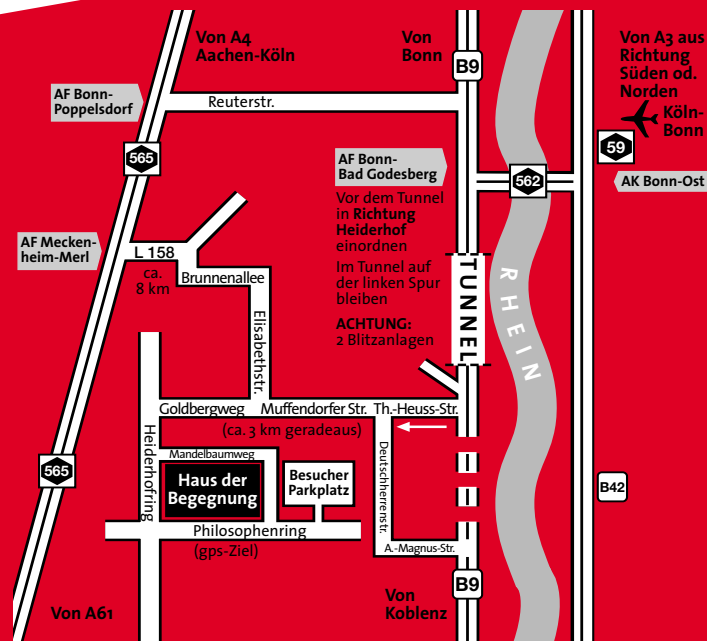 Von A4
Aachen-Köln
Von
Bonn
B9
Von A3 aus
Richtung
Süden od.
Norden
Köln-
Bonn
59
AK Bonn-Ost
AF Bonn-
Poppelsdorf
Reuterstr.
565
AF Bonn-
Bad Godesberg
562
Vor dem Tunnel
in Richtung
Heiderhof
einordnen
Im Tunnel auf
der linken Spur
bleiben
ACHTUNG:
2 Blitzanlagen
TUNNEL
RHEIN
AF Mecken-
heim-Merl
L 158
ca.
8 km
Brunnenallee
Elisabethstr.
Goldbergweg
Muffendorfer Str.
Th.-Heuss-Str.
(ca. 3 km geradeaus)
Heiderhofring
Mandelbaumweg
Deutschherrenstr.
565
Haus der
Begegnung
Besucher
Parkplatz
B42
Philosophenring
(gps-Ziel)
A.-Magnus-Str.
B9
Von A61
Von
Koblenz